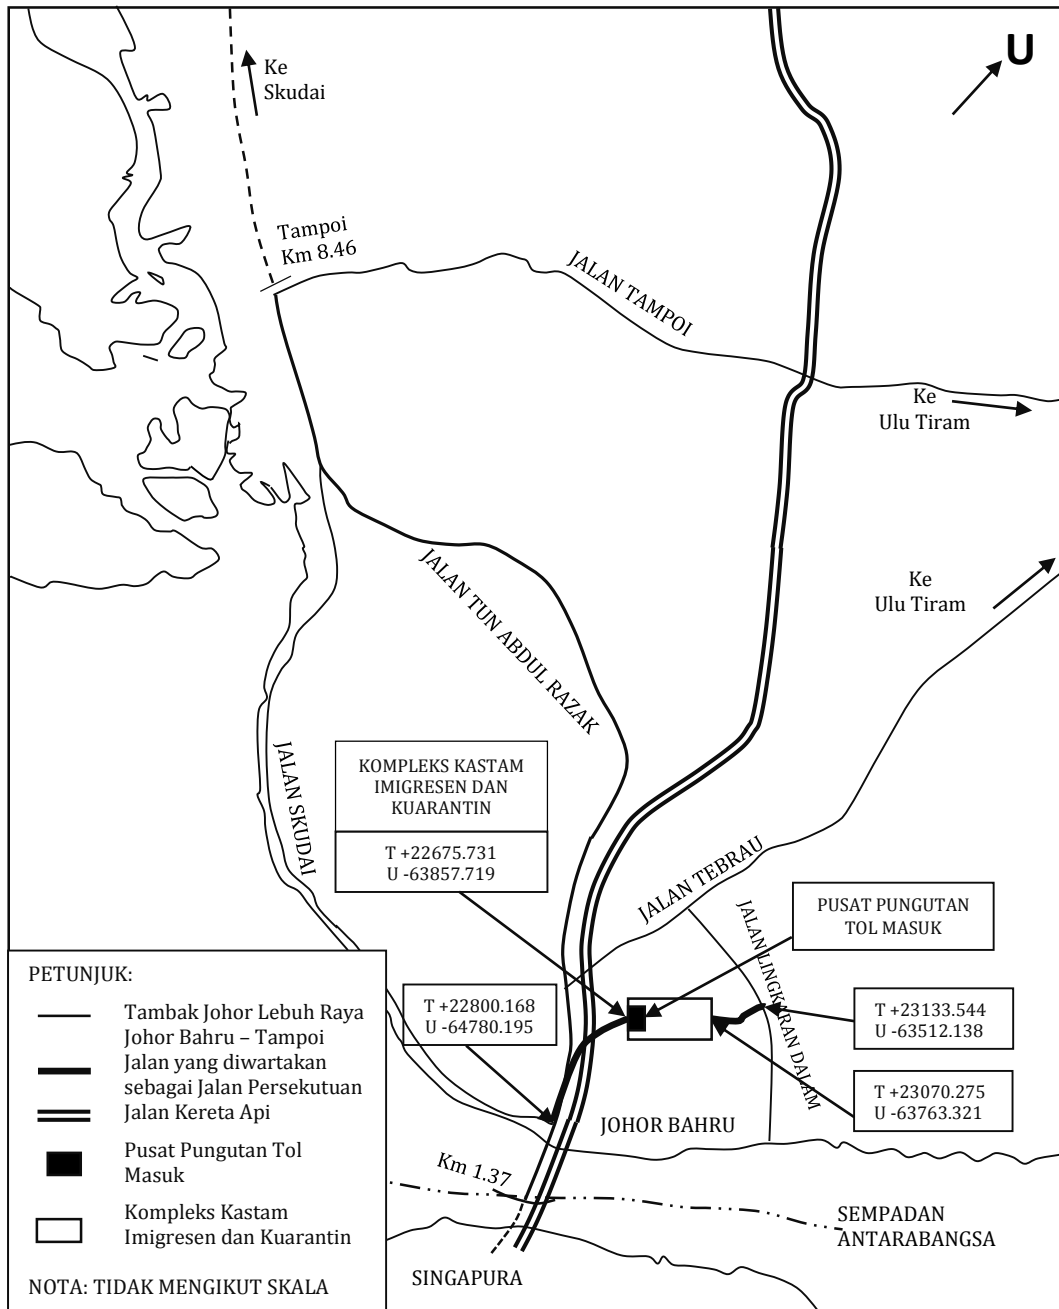 U
Ke
Skudai
Tampoi
Km 8.46
JALAN TAMPOI
Ke
Ulu Tiram
JALAN TUN ABDUL RAZAK
Ke
Ulu Tiram
JALAN SKUDAI
KOMPLEKS KASTAM
IMIGRESEN DAN
KUARANTIN
T +22675.731
U -63857.719
JALAN TEBRAU
JALAN LINGKARAN DALAM
PUSAT PUNGUTAN
TOL MASUK
T +22800.168
U -64780.195
T +23133.544
U -63512.138
T +23070.275
U -63763.321
JOHOR BAHRU
Km 1.37
SEMPADAN
ANTARABANGSA
SINGAPURA
PETUNJUK:
Tambak Johor Lebuh Raya
Johor Bahru – Tampoi
Jalan yang diwartakan
sebagai Jalan Persekutuan
Jalan Kereta Api
Pusat Pungutan Tol
Masuk
Kompleks Kastam
Imigresen dan Kuarantin
NOTA: TIDAK MENGIKUT SKALA